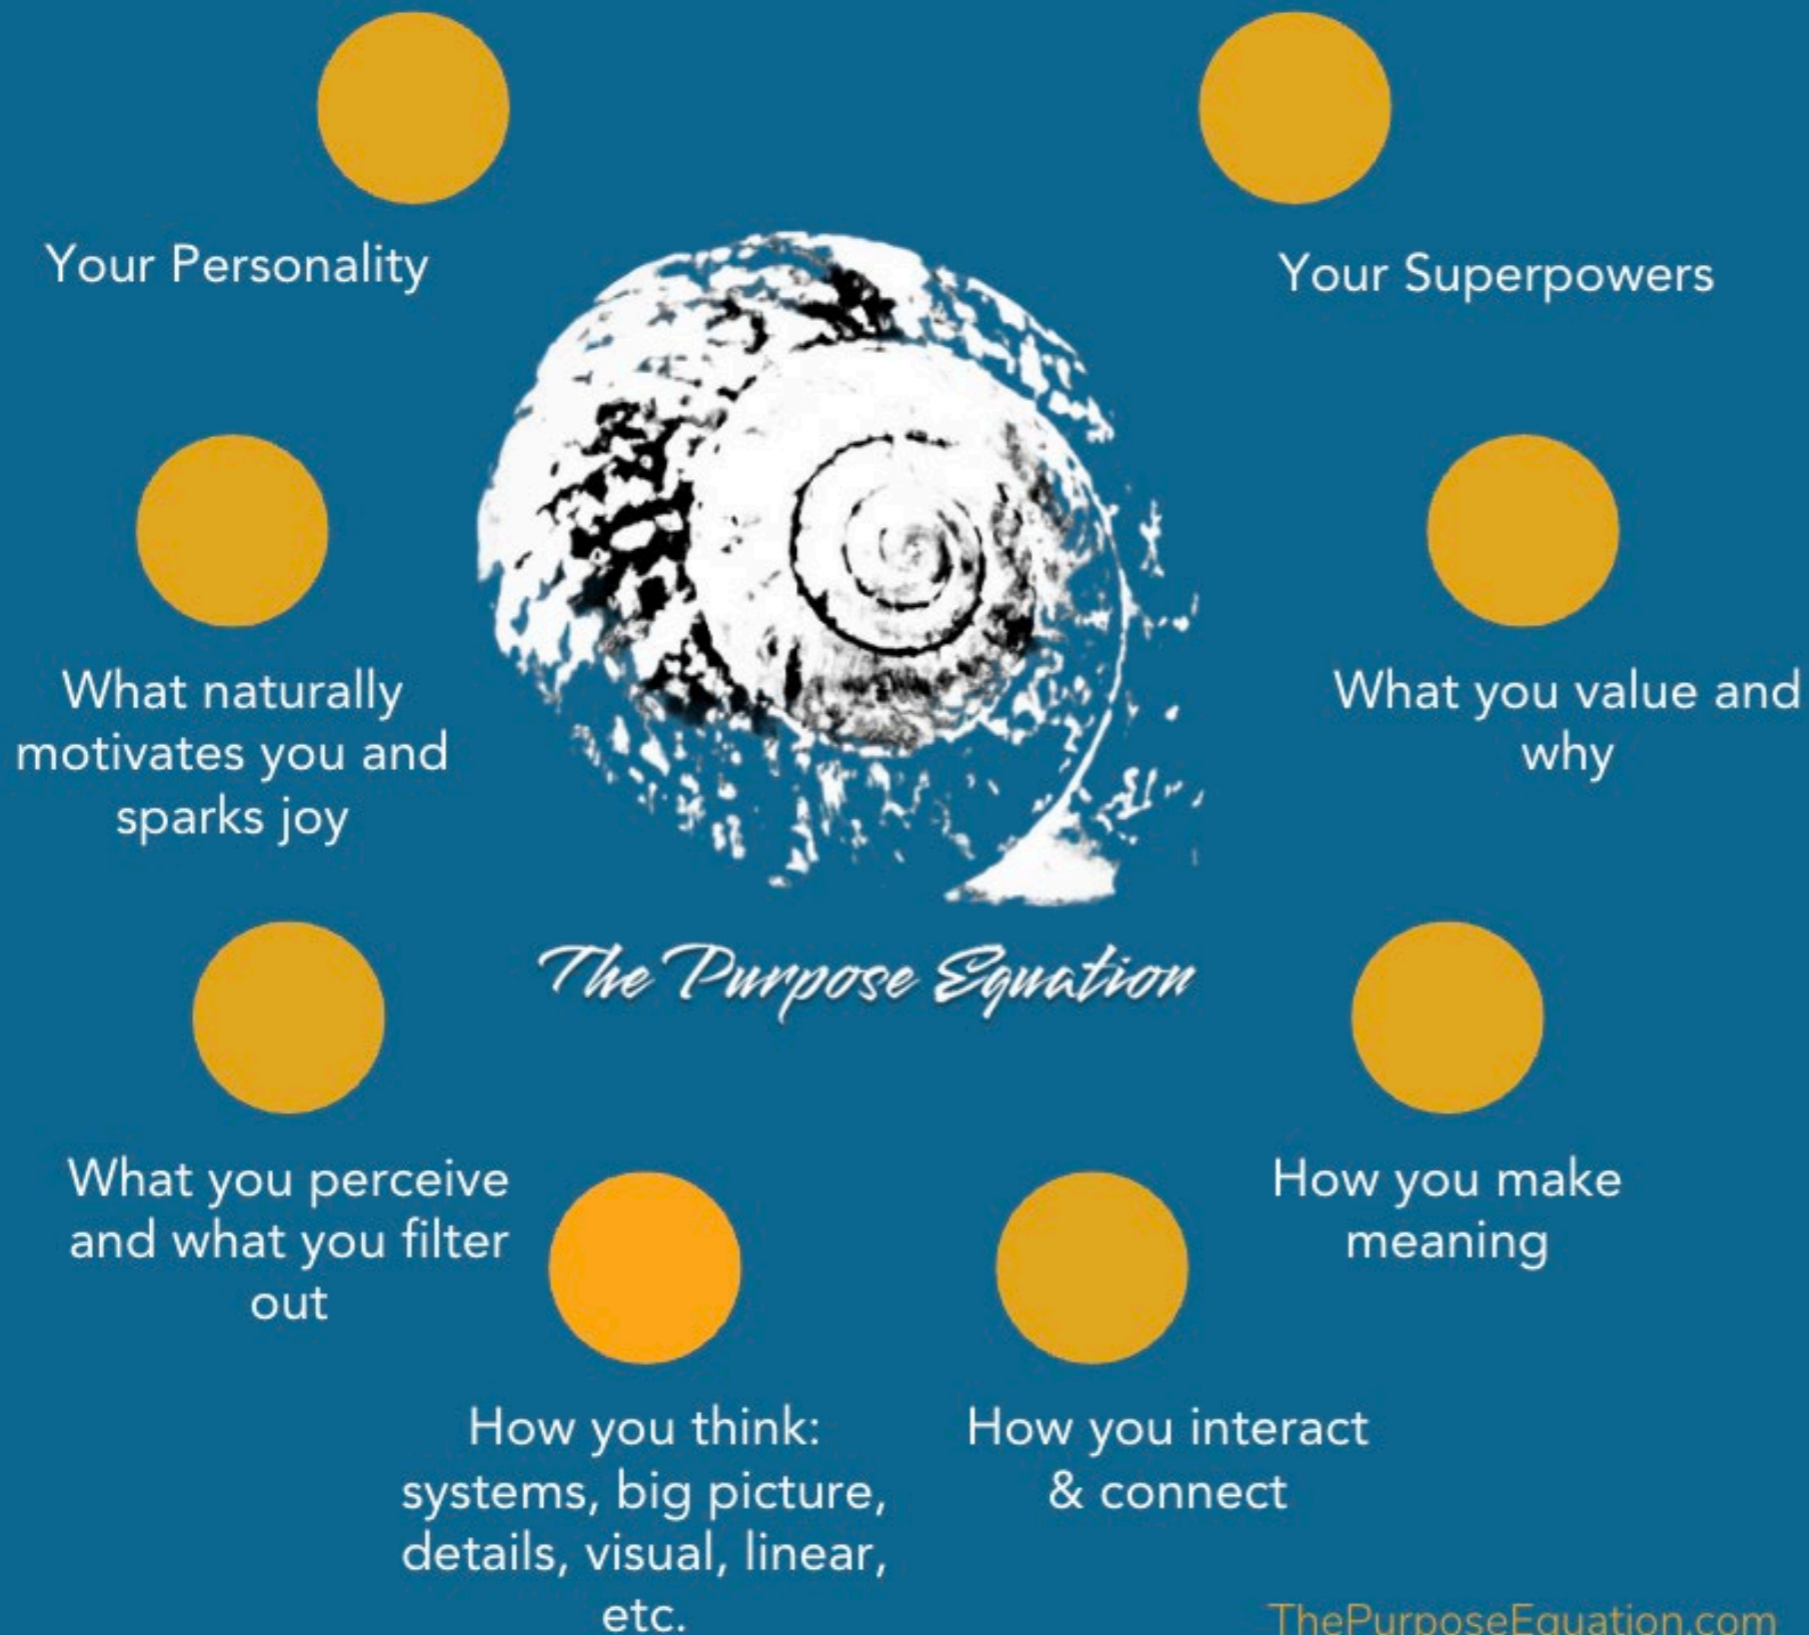 Your Personality
Your Superpowers
What naturally
motivates you and
sparks joy
What you value and
why
The Purpose Equation
What you perceive
and what you filter
out
How you make
meaning
How you think:
systems, big picture,
details, visual, linear,
etc.
How you interact
& connect
ThePurposeEquation.com